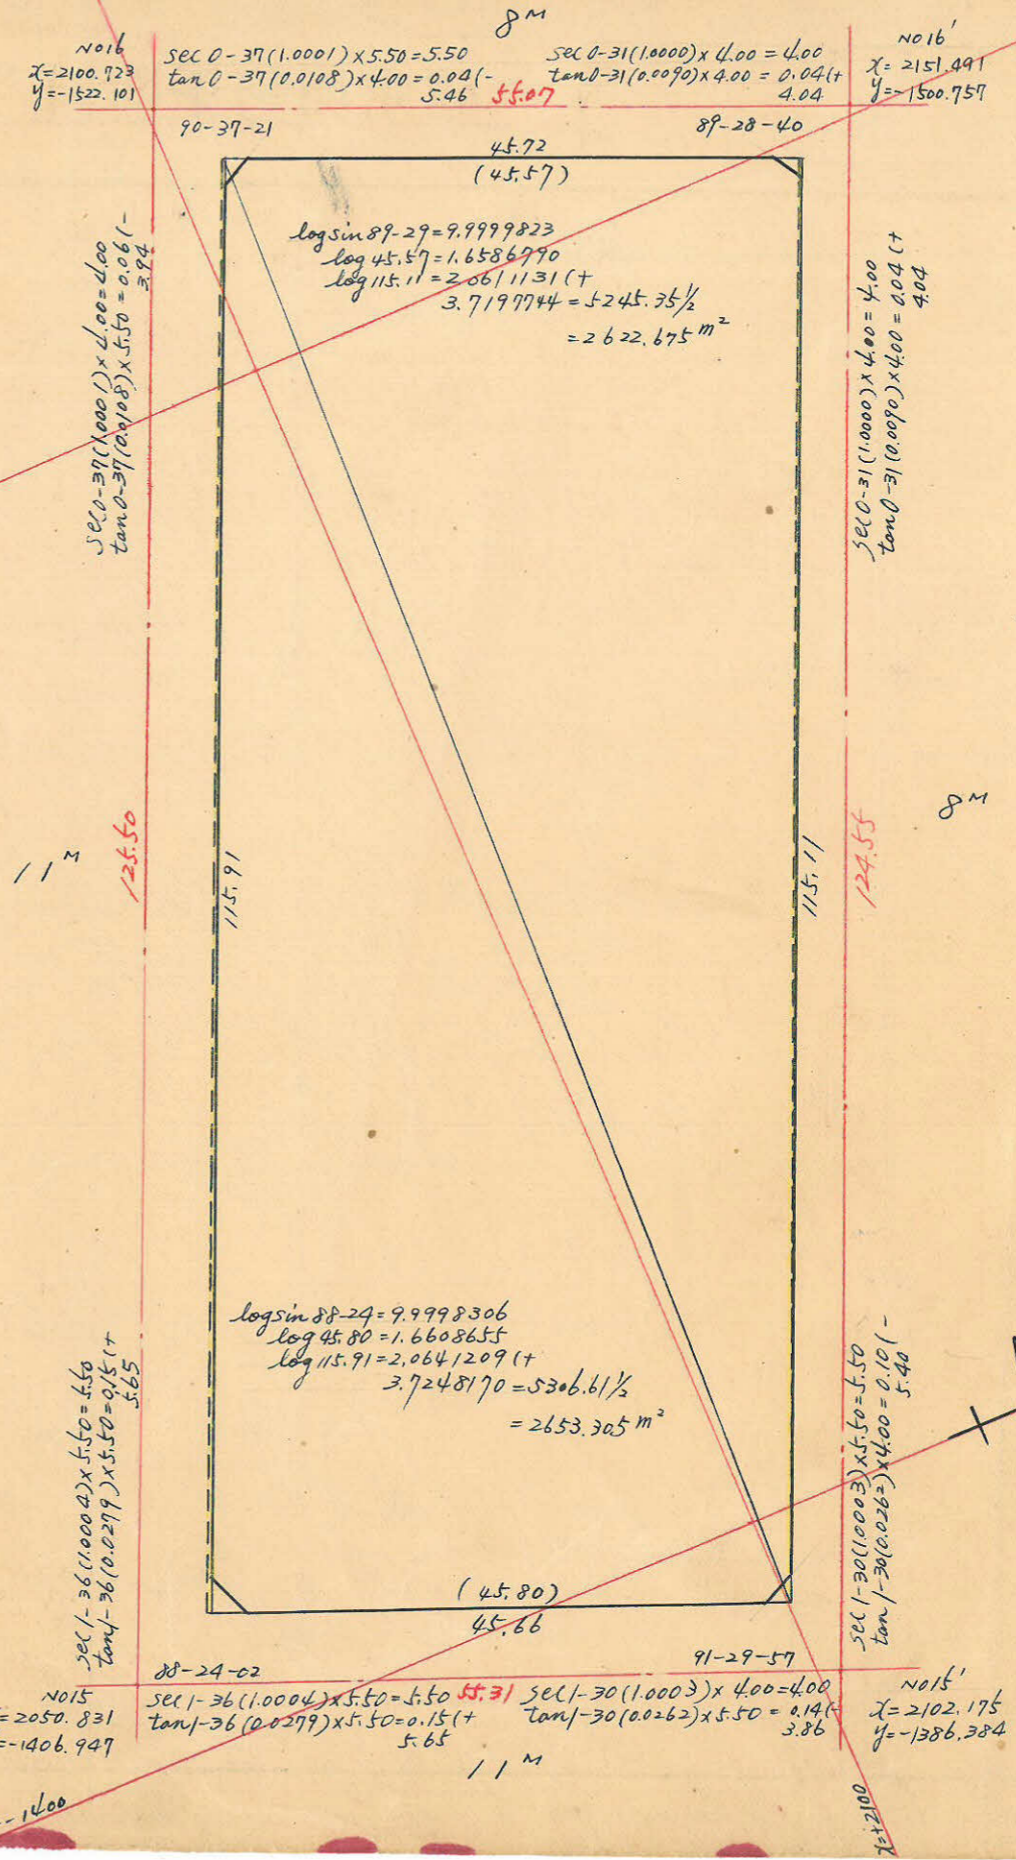 8M
NO16
x=2100.723
y=-1522.101
sec 0-37(1.0001)×5.50=5.50
tan 0-37(0.0108)×4.00=0.04(-
5.46
55.07
sec 0-31(1.0000)×4.00=4.00
tan 0-31(0.0090)×4.00=0.04(+
4.04
NO16'
x=2151.491
y=-1500.757
90-37-21
89-28-40
45.72
(45.57)
logsin 89-29=9.9999823
log 45.57=1.6586790
log 115.11=2.0611131(+
3.7197744=5245.35½
=2622.675m²
sec 0-37(1.0001)×4.00=4.00
tan 0-37(0.0108)×5.50=0.06(-
3.94
sec 0-31(1.0000)×4.00=4.00
tan 0-31(0.0090)×4.00=0.04(+
4.04
11M
125.50
115.91
115.11
124.55
8M
logsin 88-24=9.9998306
log 45.80=1.6608655
log 115.91=2.0641209(+
3.7248170=5306.61½
=2653.305m²
sec 1-36(1.0004)×5.50=5.50
tan 1-36(0.0279)×5.50=0.15(+
5.65
sec 1-30(1.0003)×5.50=5.50
tan 1-30(0.0262)×4.00=0.10(-
5.40
(45.80)
45.66
88-24-02
91-29-57
NO15
=2050.831
=-1406.947
sec 1-36(1.0004)×5.50=5.50
tan 1-36(0.0279)×5.50=0.15(+
5.65
55.31
sec 1-30(1.0003)×4.00=4.00
tan 1-30(0.0262)×5.50=0.14(-
3.86
NO15'
x=2102.175
y=-1386.384
11M
-1400
x=+2100